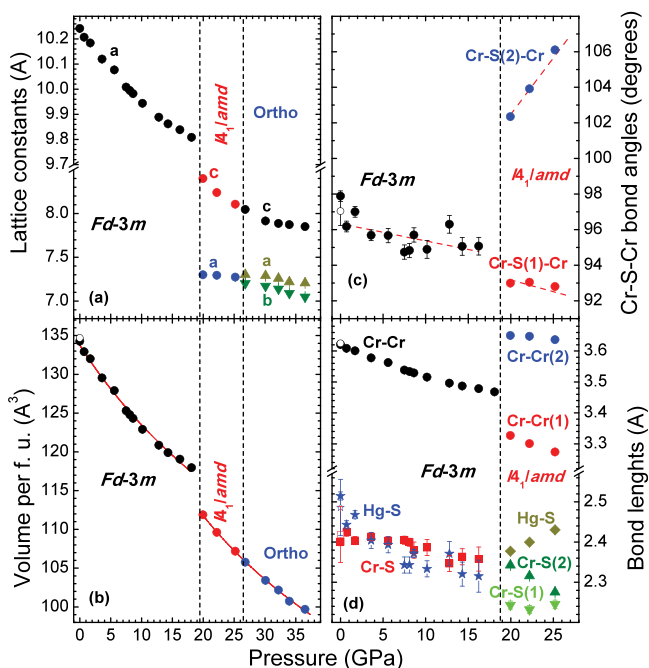 10.2
10.1
10.0
9.9
9.8
9.7
8.0
7.5
7.0
Lattice constants (A)
a
c
a
c
a
b
Fd-3m
I4₁/amd
Ortho
(a)
106
104
102
100
98
96
94
92
Cr-S-Cr bond angles (degrees)
Cr-S(2)-Cr
Fd-3m
I4₁/amd
Cr-S(1)-Cr
(c)
135
130
125
120
115
110
105
100
Volume per f. u. (A³)
Fd-3m
I4₁/amd
Ortho
(b)
0 5 10 15 20 25 30 35
3.6
3.5
3.4
3.3
2.5
2.4
2.3
Bond lenghts (A)
Cr-Cr
Cr-Cr(2)
Cr-Cr(1)
Fd-3m
I4₁/amd
Hg-S
Hg-S
Cr-S
Cr-S(2)
Cr-S(1)
(d)
0 5 10 15 20 25
Pressure (GPa)